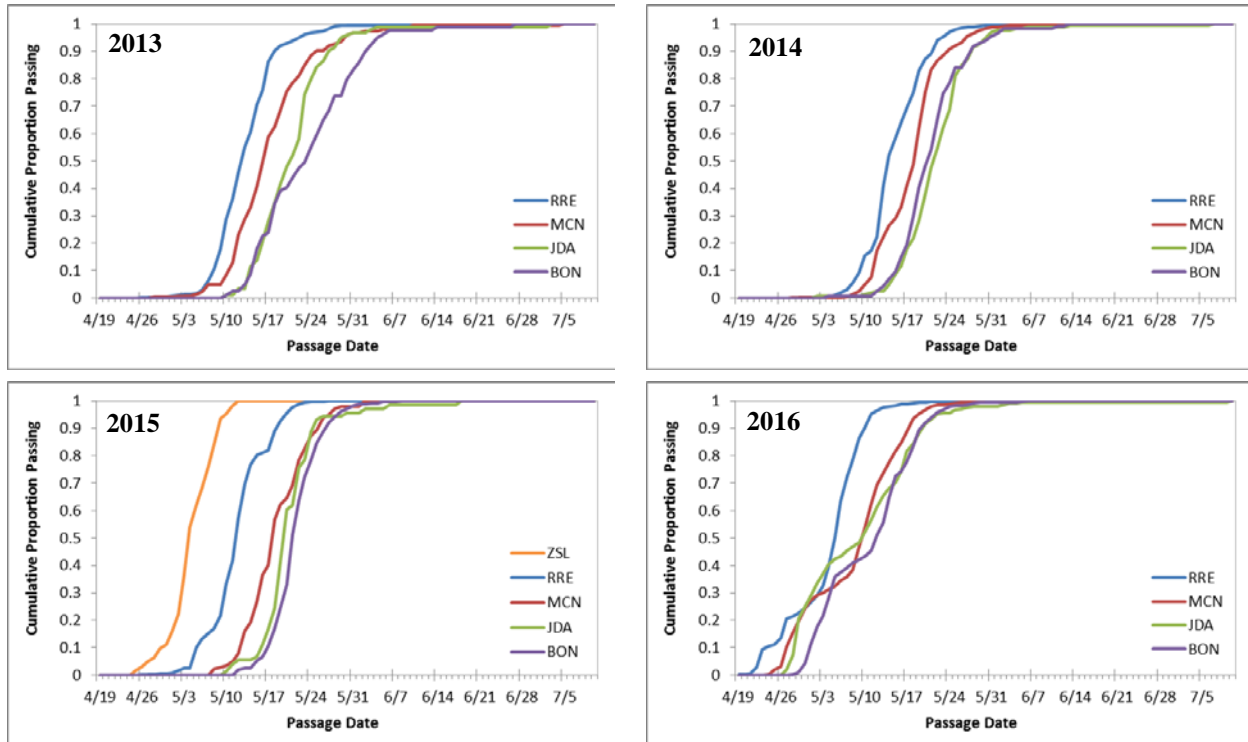 2013
Cumulative Proportion Passing
1
0.9
0.8
0.7
0.6
0.5
0.4
0.3
0.2
0.1
0
RRE
MCN
JDA
BON
4/19 4/26 5/3 5/10 5/17 5/24 5/31 6/7 6/14 6/21 6/28 7/5
Passage Date
2014
Cumulative Proportion Passing
1
0.9
0.8
0.7
0.6
0.5
0.4
0.3
0.2
0.1
0
RRE
MCN
JDA
BON
4/19 4/26 5/3 5/10 5/17 5/24 5/31 6/7 6/14 6/21 6/28 7/5
Passage Date
2015
Cumulative Proportion Passing
1
0.9
0.8
0.7
0.6
0.5
0.4
0.3
0.2
0.1
0
ZSL
RRE
MCN
JDA
BON
4/19 4/26 5/3 5/10 5/17 5/24 5/31 6/7 6/14 6/21 6/28 7/5
Passage Date
2016
Cumulative Proportion Passing
1
0.9
0.8
0.7
0.6
0.5
0.4
0.3
0.2
0.1
0
RRE
MCN
JDA
BON
4/19 4/26 5/3 5/10 5/17 5/24 5/31 6/7 6/14 6/21 6/28 7/5
Passage Date